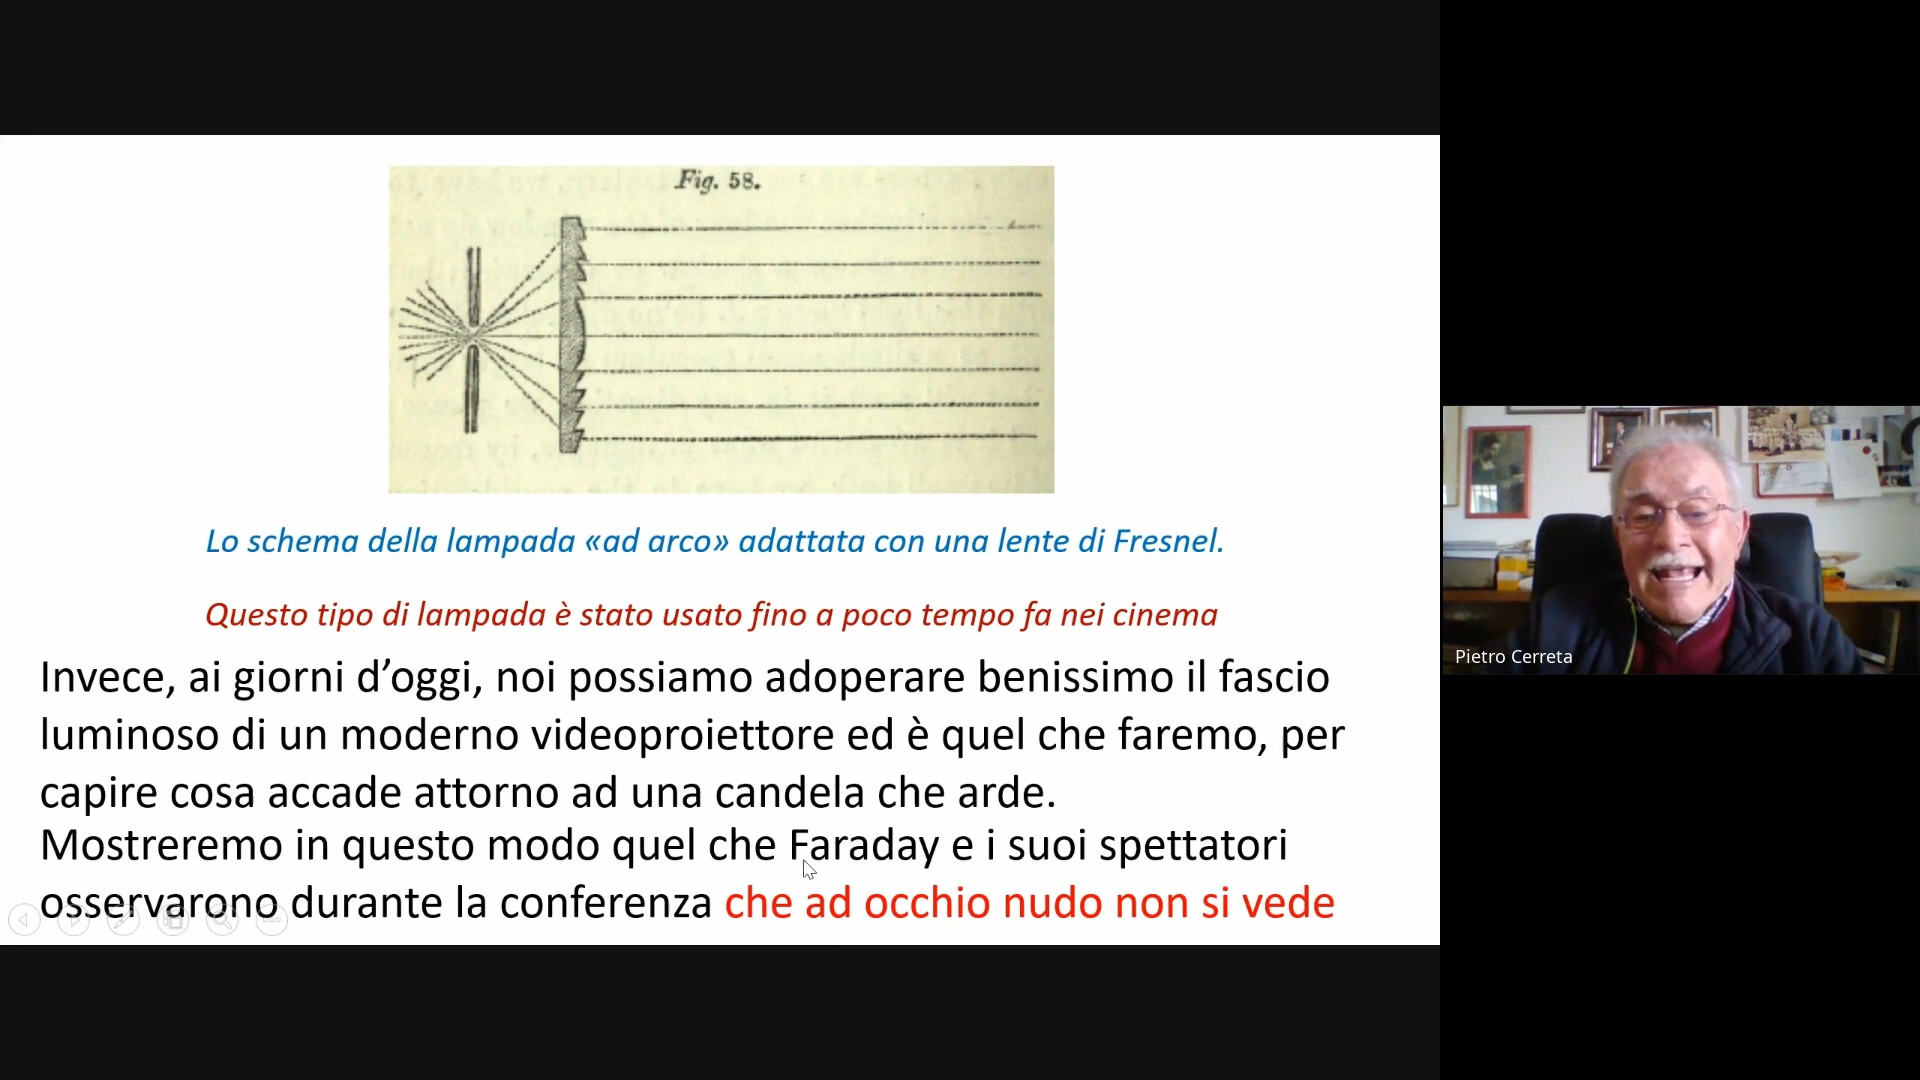 Fig. 58.
Lo schema della lampada «ad arco» adattata con una lente di Fresnel.
Questo tipo di lampada è stato usato fino a poco tempo fa nei cinema
Invece, ai giorni d’oggi, noi possiamo adoperare benissimo il fascio
luminoso di un moderno videoproiettore ed è quel che faremo, per
capire cosa accade attorno ad una candela che arde.
Mostreremo in questo modo quel che Faraday e i suoi spettatori
osservarono durante la conferenza che ad occhio nudo non si vede
Pietro Cerreta